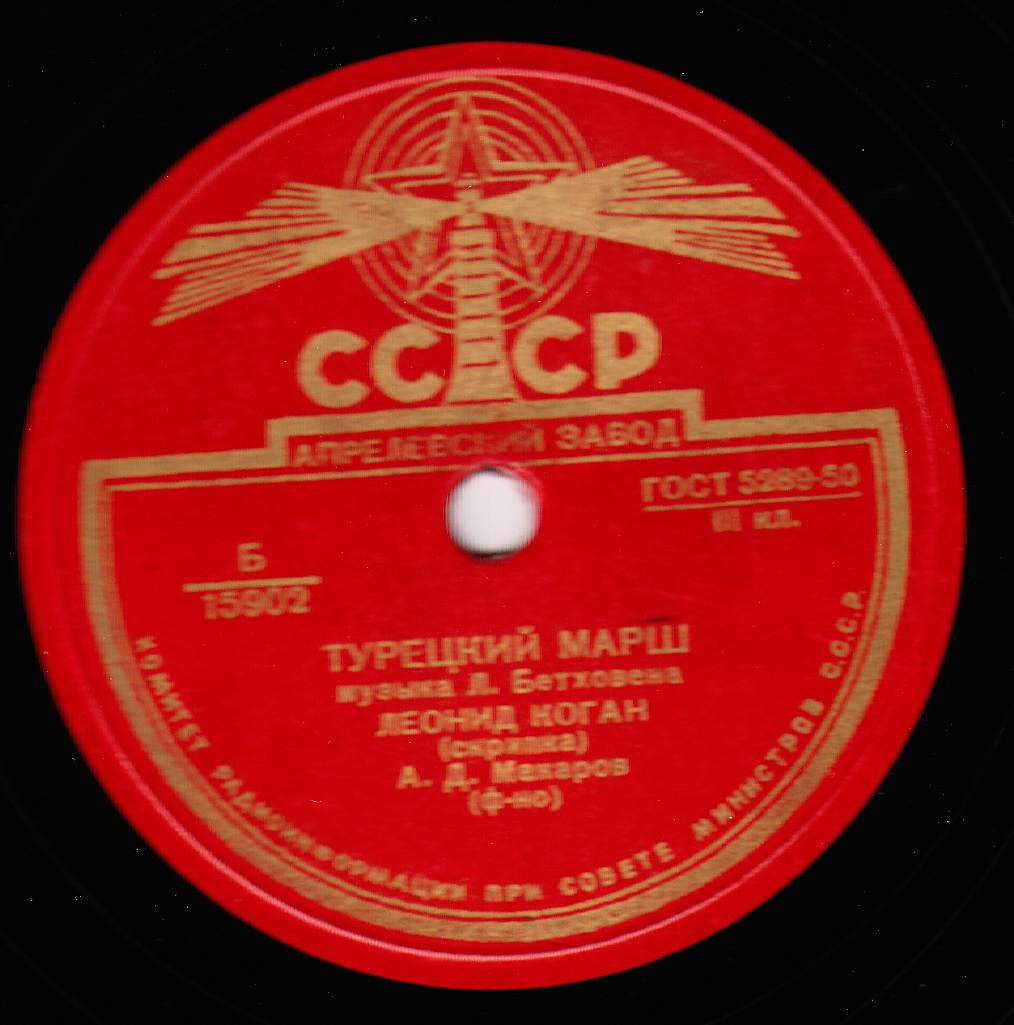 СССР
АПРЕЛЕВСКИЙ ЗАВОД
ГОСТ 5289-50
III кл.
Б
15902
ТУРЕЦКИЙ МАРШ
музыка Л. Бетховена
ЛЕОНИД КОГАН
(скрипка)
А. Д. Макаров
(ф-но)
КОМИТЕТ РАДИОИНФОРМАЦИИ ПРИ СОВЕТЕ МИНИСТРОВ С.С.С.Р.